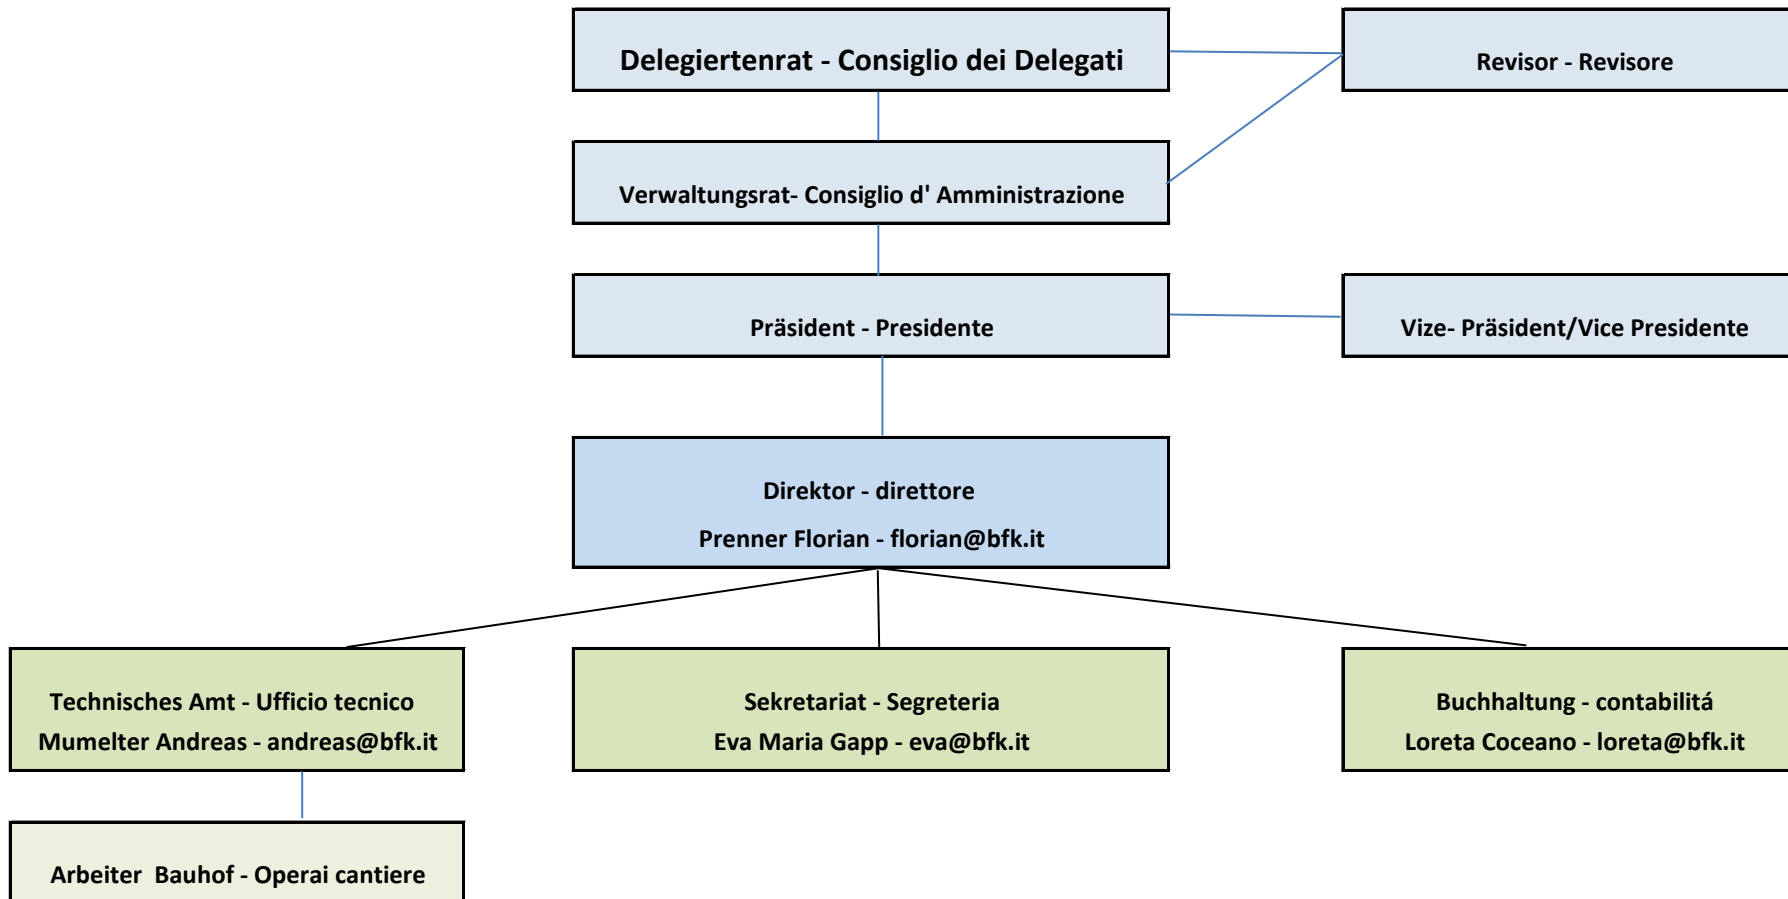 Delegiertenrat - Consiglio dei Delegati
Revisor - Revisore
Verwaltungsrat- Consiglio d' Amministrazione
Präsident - Presidente
Vize- Präsident/Vice Presidente
Direktor - direttore
Prenner Florian - florian@bfk.it
Technisches Amt - Ufficio tecnico
Mumelter Andreas - andreas@bfk.it
Sekretariat - Segreteria
Eva Maria Gapp - eva@bfk.it
Buchhaltung - contabilitá
Loreta Coceano - loreta@bfk.it
Arbeiter  Bauhof - Operai cantiere